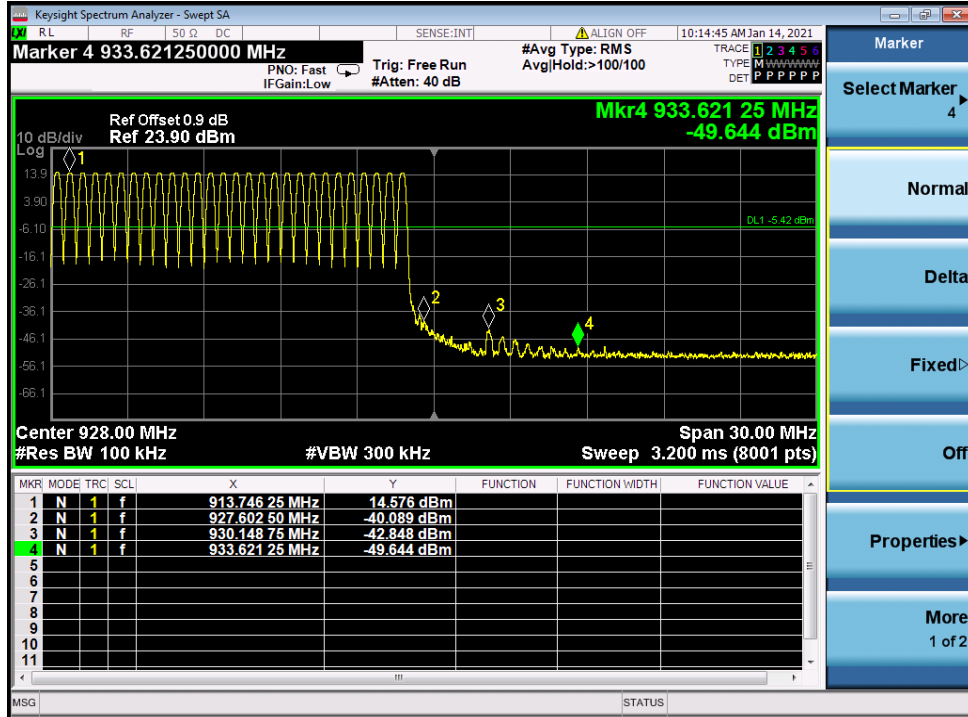 Keysight Spectrum Analyzer - Swept SA
LXI RL RF 50 Ω DC SENSE:INT ALIGN OFF 10:14:45 AM Jan 14, 2021
Marker 4 933.621250000 MHz
PNO: Fast
IFGain:Low
Trig: Free Run
#Atten: 40 dB
#Avg Type: RMS
Avg|Hold:>100/100
TRACE 1 2 3 4 5 6
TYPE M W W W W W
DET P P P P P P
Mkr4 933.621 25 MHz
-49.644 dBm
Ref Offset 0.9 dB
10 dB/div Ref 23.90 dBm
Log
1
13.9
3.90
DL1 -5.42 dBm
-6.10
-16.1
-26.1
2
3
-36.1
4
-46.1
-56.1
-66.1
Center 928.00 MHz Span 30.00 MHz
#Res BW 100 kHz #VBW 300 kHz Sweep 3.200 ms (8001 pts)
MKR MODE TRC SCL X Y FUNCTION FUNCTION WIDTH FUNCTION VALUE
1 N 1 f 913.746 25 MHz 14.576 dBm
2 N 1 f 927.602 50 MHz -40.089 dBm
3 N 1 f 930.148 75 MHz -42.848 dBm
4 N 1 f 933.621 25 MHz -49.644 dBm
5
6
7
8
9
10
11
MSG STATUS
Marker
Select Marker
4
Normal
Delta
Fixed
Off
Properties
More
1 of 2